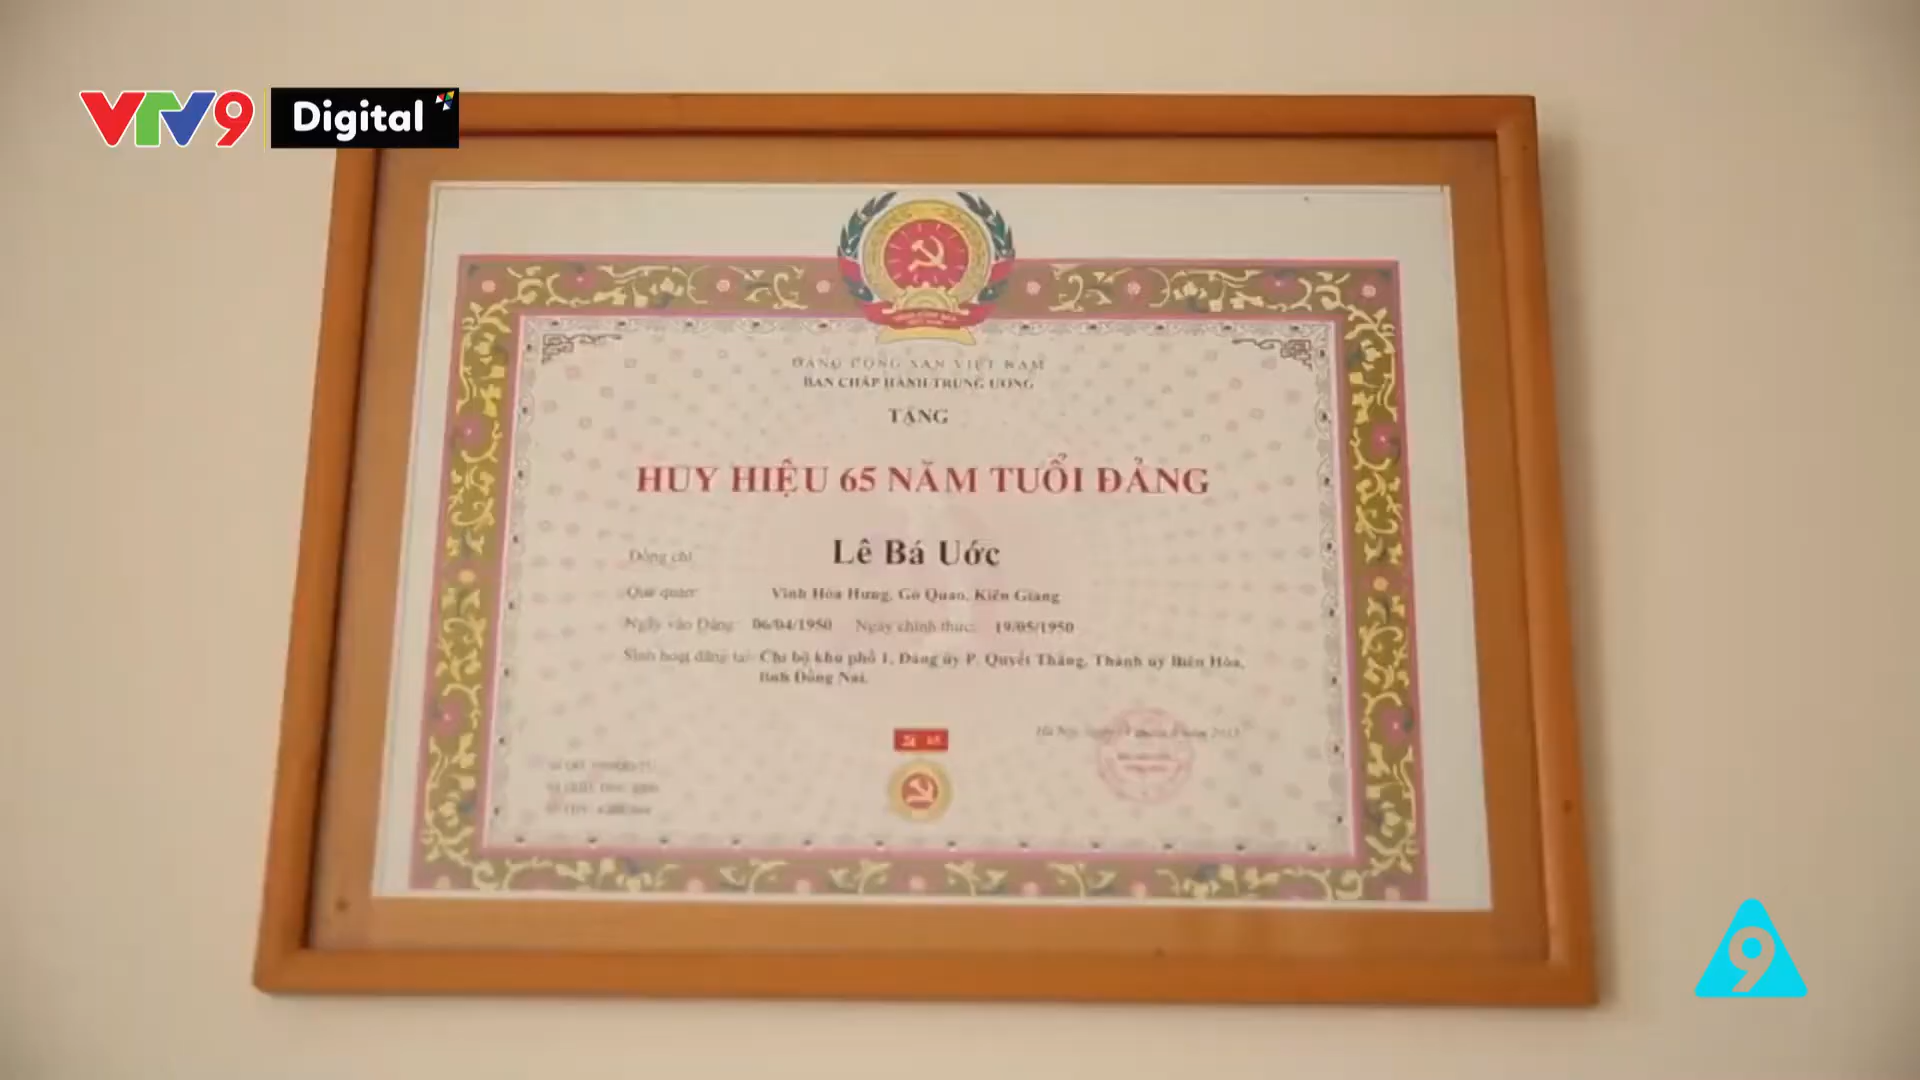 VTV9 Digital
ĐẢNG CỘNG SẢN VIỆT NAM
BAN CHẤP HÀNH TRUNG ƯƠNG
TẶNG
HUY HIỆU 65 NĂM TUỔI ĐẢNG
Đồng chí Lê Bá Ước
Quê quán: Vĩnh Hòa Hưng, Gò Quao, Kiên Giang
Ngày vào Đảng: 06/04/1950 Ngày chính thức: 19/05/1950
Sinh hoạt đảng tại: Chi bộ khu phố 1, Đảng ủy P. Quyết Thắng, Thành ủy Biên Hòa,
tỉnh Đồng Nai.
Hà Nội, ngày
9